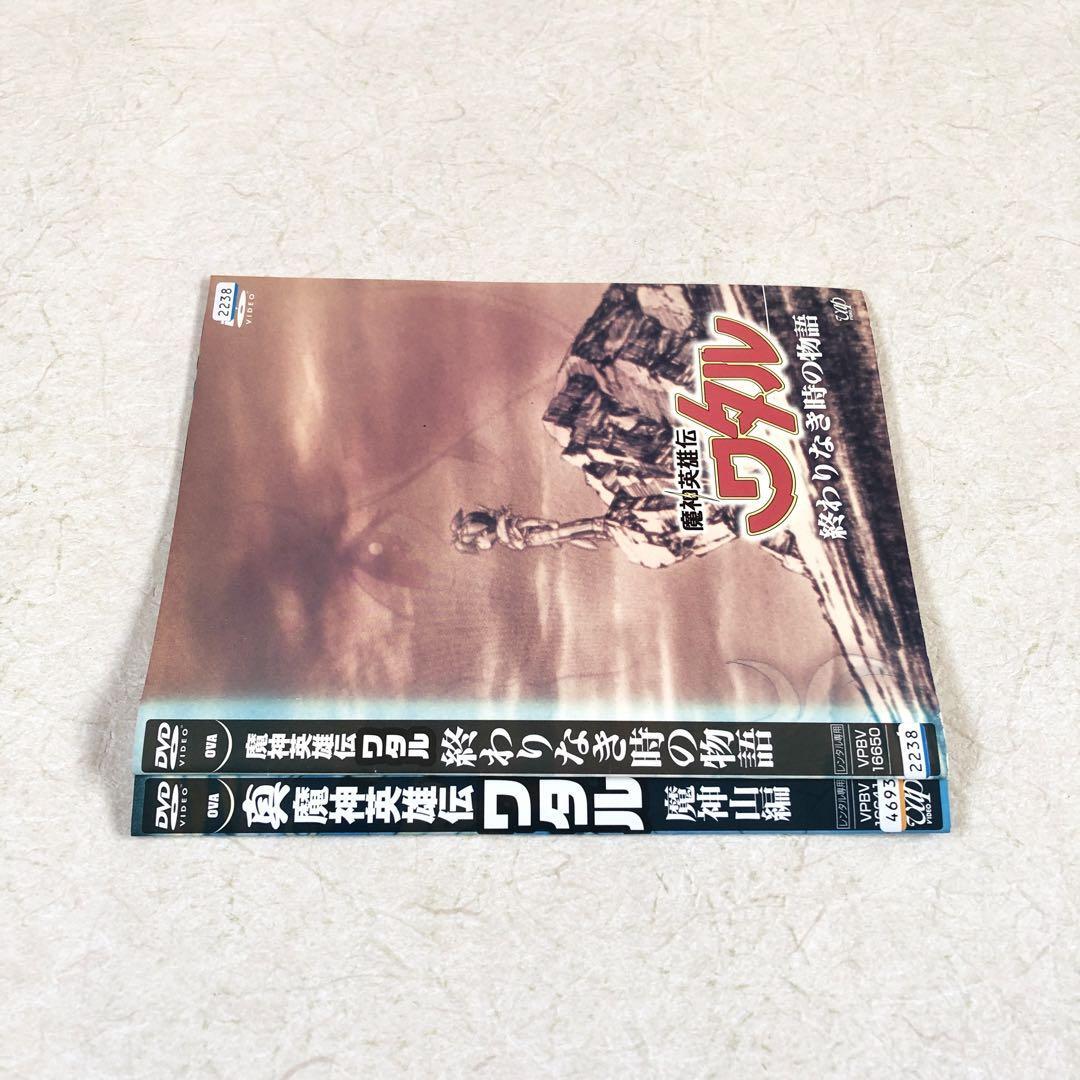 2238
VIDEO
魔神英雄伝
ワタル
終わりなき時の物語
vap
VIDEO
DVD
VIDEO
OVA
魔神英雄伝ワタル 終わりなき時の物語
レンタル専用
VPBV
16650
2238
DVD
VIDEO
OVA
真魔神英雄伝ワタル 魔神山編
レンタル専用
VPBV
4693
vap
VIDEO